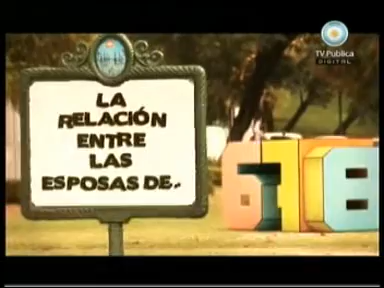 TV Pública
DIGITAL
LA
RELACIÓN
ENTRE
LAS
ESPOSAS DE..
678